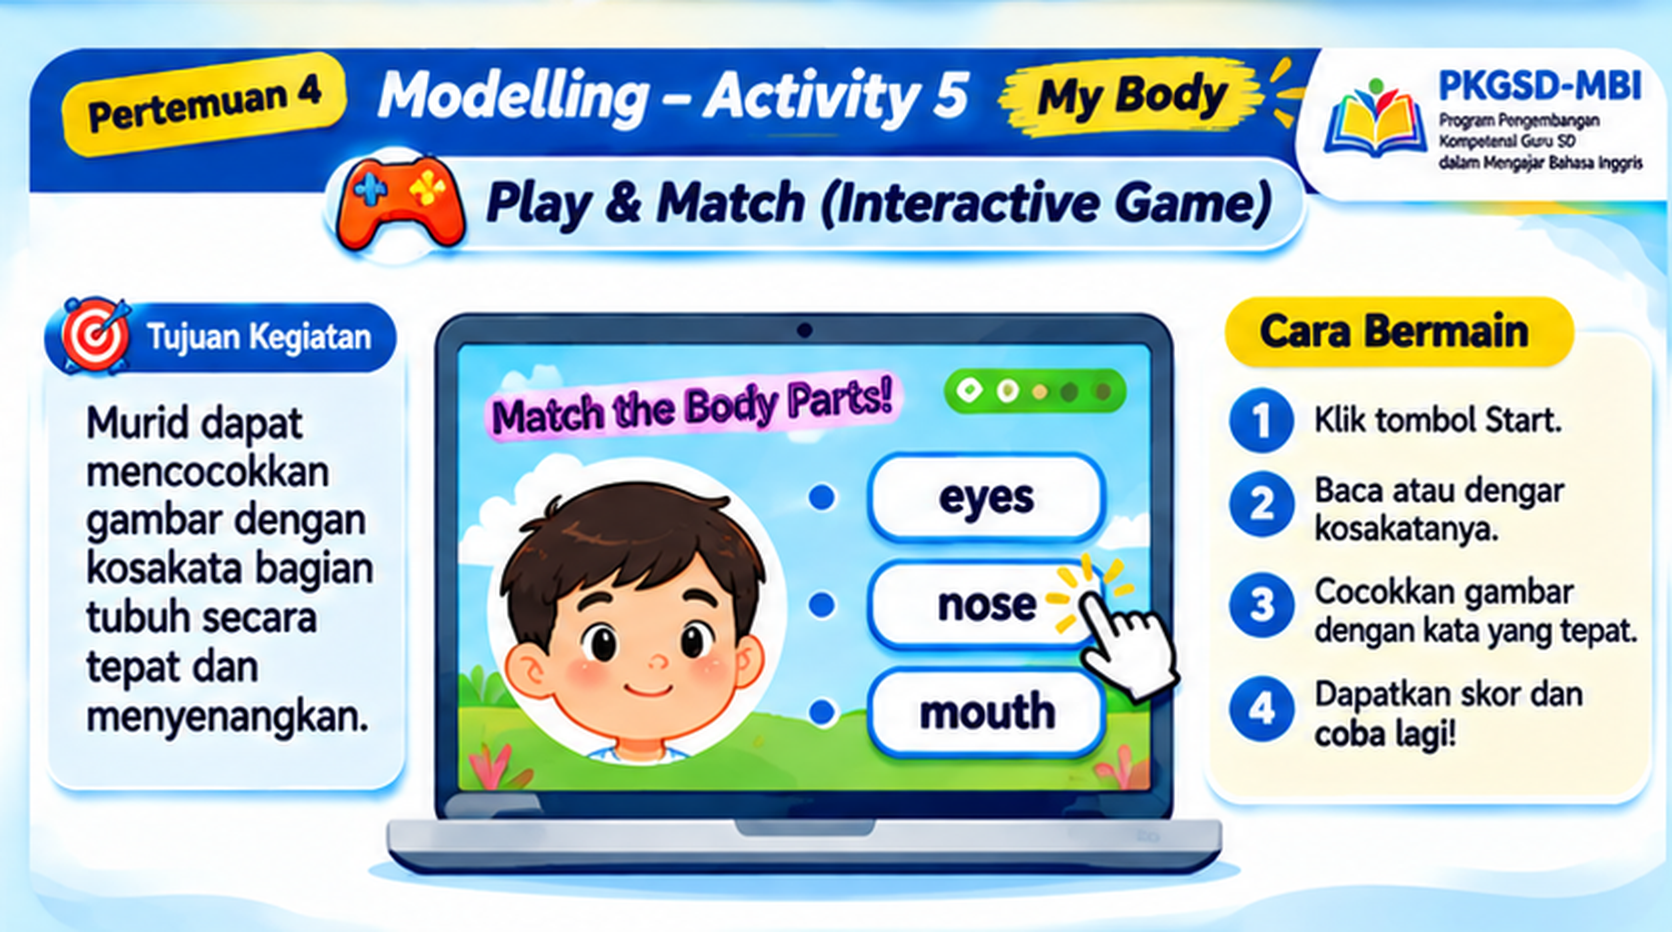 Pertemuan 4
Modelling – Activity 5
My Body
PKGSD-MBI
Program Pengembangan
Kompetensi Guru SD
dalam Mengajar Bahasa Inggris
Play & Match (Interactive Game)
Tujuan Kegiatan
Murid dapat
mencocokkan
gambar dengan
kosakata bagian
tubuh secara
tepat dan
menyenangkan.
Match the Body Parts!
eyes
nose
mouth
Cara Bermain
1 Klik tombol Start.
2 Baca atau dengar
kosakatanya.
3 Cocokkan gambar
dengan kata yang tepat.
4 Dapatkan skor dan
coba lagi!